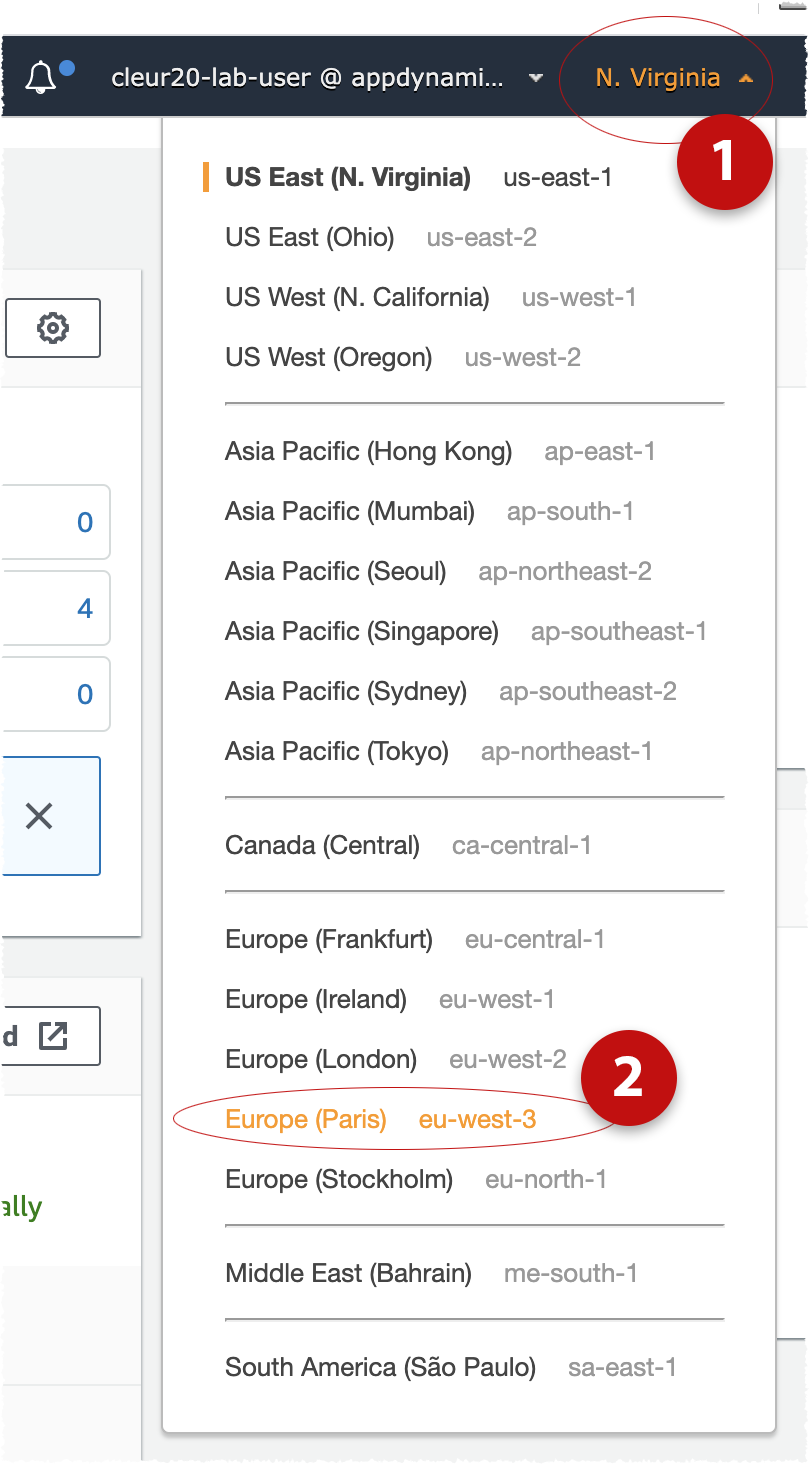 cleur20-lab-user @ appdynami... N. Virginia
1
US East (N. Virginia) us-east-1
US East (Ohio) us-east-2
US West (N. California) us-west-1
US West (Oregon) us-west-2
Asia Pacific (Hong Kong) ap-east-1
0
Asia Pacific (Mumbai) ap-south-1
Asia Pacific (Seoul) ap-northeast-2
4
Asia Pacific (Singapore) ap-southeast-1
0
Asia Pacific (Sydney) ap-southeast-2
Asia Pacific (Tokyo) ap-northeast-1
Canada (Central) ca-central-1
Europe (Frankfurt) eu-central-1
Europe (Ireland) eu-west-1
d
Europe (London) eu-west-2
2
Europe (Paris) eu-west-3
Europe (Stockholm) eu-north-1
ally
Middle East (Bahrain) me-south-1
South America (São Paulo) sa-east-1